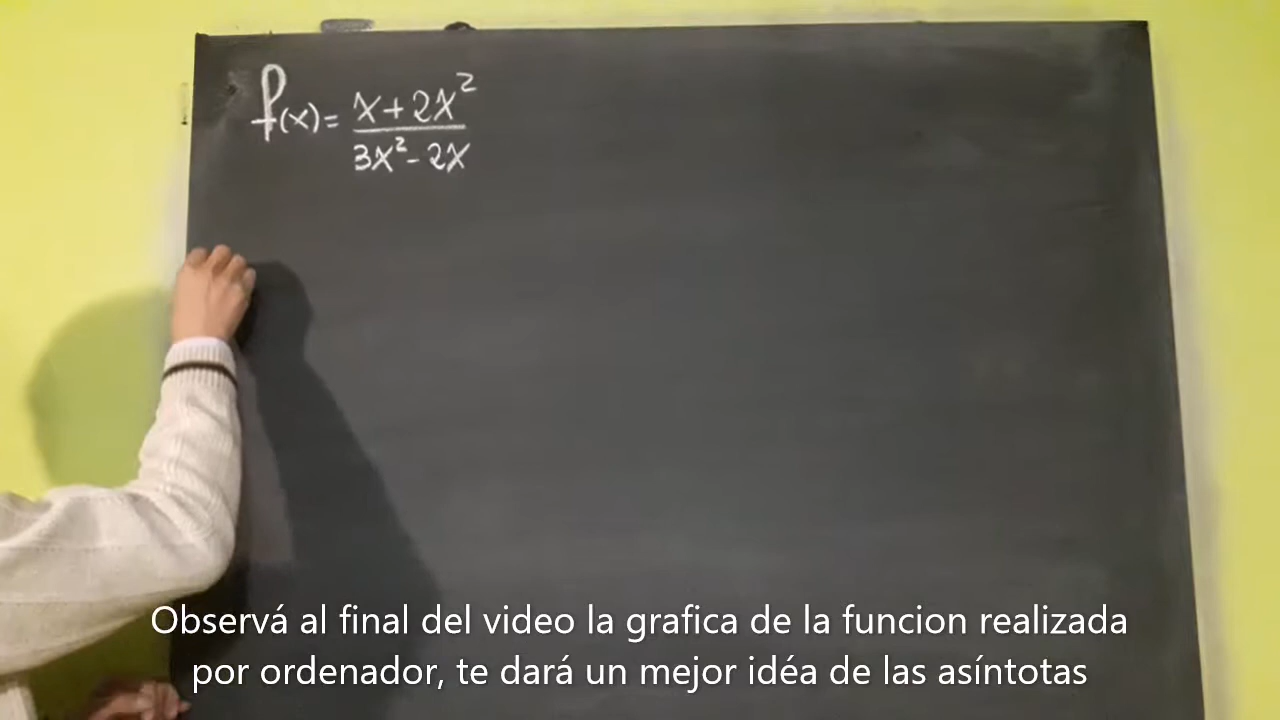 f(x) = x + 2x² / 3x² - 2x
Observá al final del video la grafica de la funcion realizada
por ordenador, te dará un mejor idéa de las asíntotas